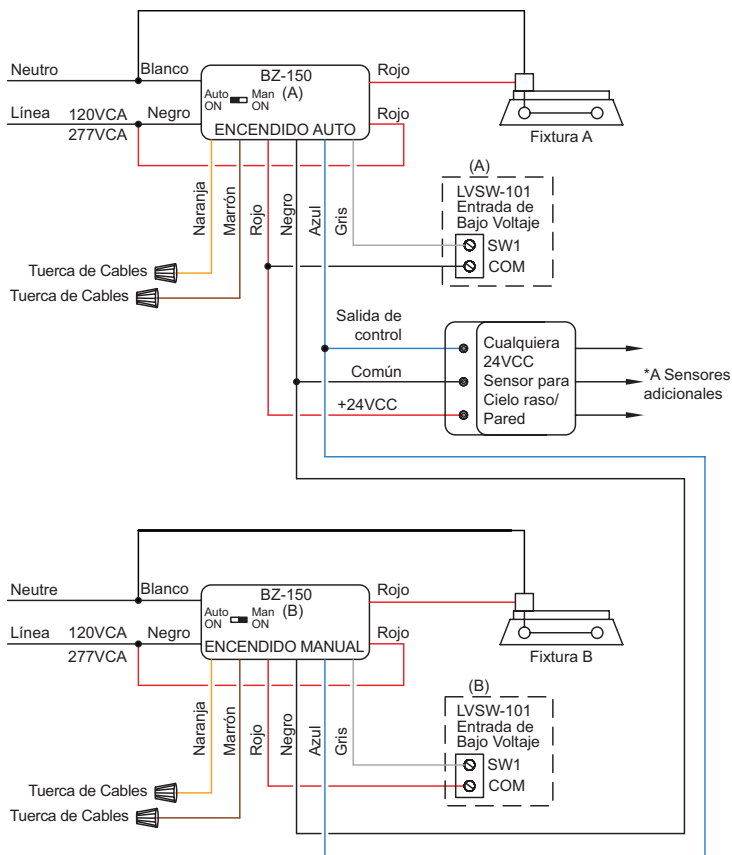 Neutro
Blanco
BZ-150
Rojo
Auto Man (A)
ON ON
Línea 120VCA Negro
277VCA
Rojo
ENCENDIDO AUTO
Fixtura A
Naranja
Marrón
Rojo
Negro
Azul
Gris
(A)
LVSW-101
Entrada de
Bajo Voltaje
SW1
COM
Tuerca de Cables
Tuerca de Cables
Salida de
control
Común
+24VCC
Cualquiera
24VCC
Sensor para
Cielo raso/
Pared
*A Sensores
adicionales
Neutre
Blanco
BZ-150
Rojo
Auto Man (B)
ON ON
Línea 120VCA Negro
277VCA
Rojo
ENCENDIDO MANUAL
Fixtura B
Naranja
Marrón
Rojo
Negro
Azul
Gris
(B)
LVSW-101
Entrada de
Bajo Voltaje
SW1
COM
Tuerca de Cables
Tuerca de Cables